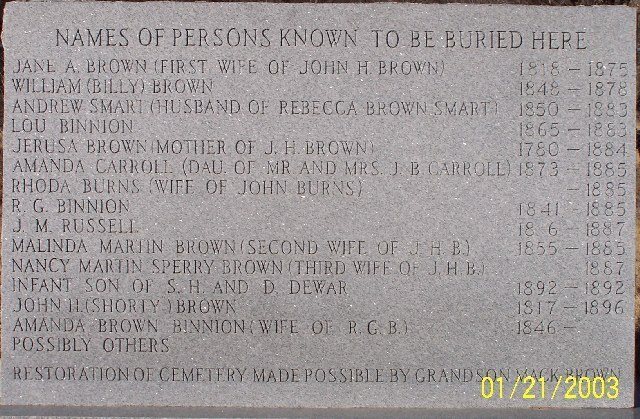 NAMES OF PERSONS KNOWN TO BE BURIED HERE
JANE A. BROWN (FIRST WIFE OF JOHN H. BROWN) 1818 - 1875
WILLIAM (BILLY) BROWN 1848 - 1878
ANDREW SMART (HUSBAND OF REBECCA BROWN SMART) 1850 - 1883
LOU BINNION 1865 - 1883
JERUSA BROWN (MOTHER OF J. H. BROWN) 1780 - 1884
AMANDA CARROLL (DAU. OF MR. AND MRS. J. B. CARROLL) 1873 - 1885
RHODA BURNS (WIFE OF JOHN BURNS) - 1885
R. G. BINNION 1841 - 1885
J. M. RUSSELL - 1887
MALINDA MARTIN BROWN (SECOND WIFE OF J. H. B.) 1855 - 1885
NANCY MARTIN SPERRY BROWN (THIRD WIFE OF J. H. B.) 1887
INFANT SON OF S. H. AND D. DEWAR 1892 - 1892
JOHN H. (SHORTY) BROWN 1817 - 1896
AMANDA BROWN BINNION (WIFE OF R. G. B.) 1846 -
POSSIBLY OTHERS
RESTORATION OF CEMETERY MADE POSSIBLE BY GRANDSON MACK BROWN
01/21/2003